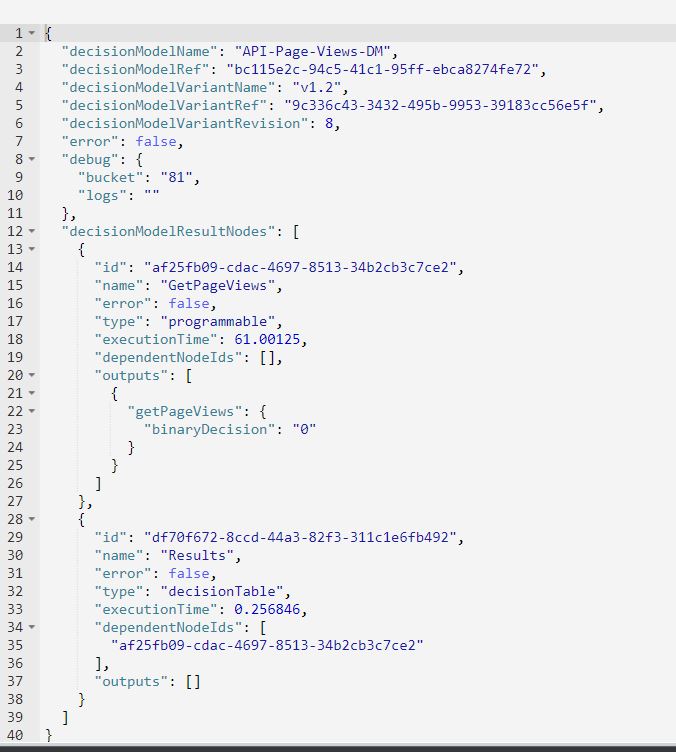 1 {
2 "decisionModelName": "API-Page-Views-DM",
3 "decisionModelRef": "bc115e2c-94c5-41c1-95ff-ebca8274fe72",
4 "decisionModelVariantName": "v1.2",
5 "decisionModelVariantRef": "9c336c43-3432-495b-9953-39183cc56e5f",
6 "decisionModelVariantRevision": 8,
7 "error": false,
8 "debug": {
9 "bucket": "81",
10 "logs": ""
11 },
12 "decisionModelResultNodes": [
13 {
14 "id": "af25fb09-cdac-4697-8513-34b2cb3c7ce2",
15 "name": "GetPageViews",
16 "error": false,
17 "type": "programmable",
18 "executionTime": 61.00125,
19 "dependentNodeIds": [],
20 "outputs": [
21 {
22 "getPageViews": {
23 "binaryDecision": "0"
24 }
25 }
26 ]
27 },
28 {
29 "id": "df70f672-8ccd-44a3-82f3-311c1e6fb492",
30 "name": "Results",
31 "error": false,
32 "type": "decisionTable",
33 "executionTime": 0.256846,
34 "dependentNodeIds": [
35 "af25fb09-cdac-4697-8513-34b2cb3c7ce2"
36 ],
37 "outputs": []
38 }
39 ]
40 }